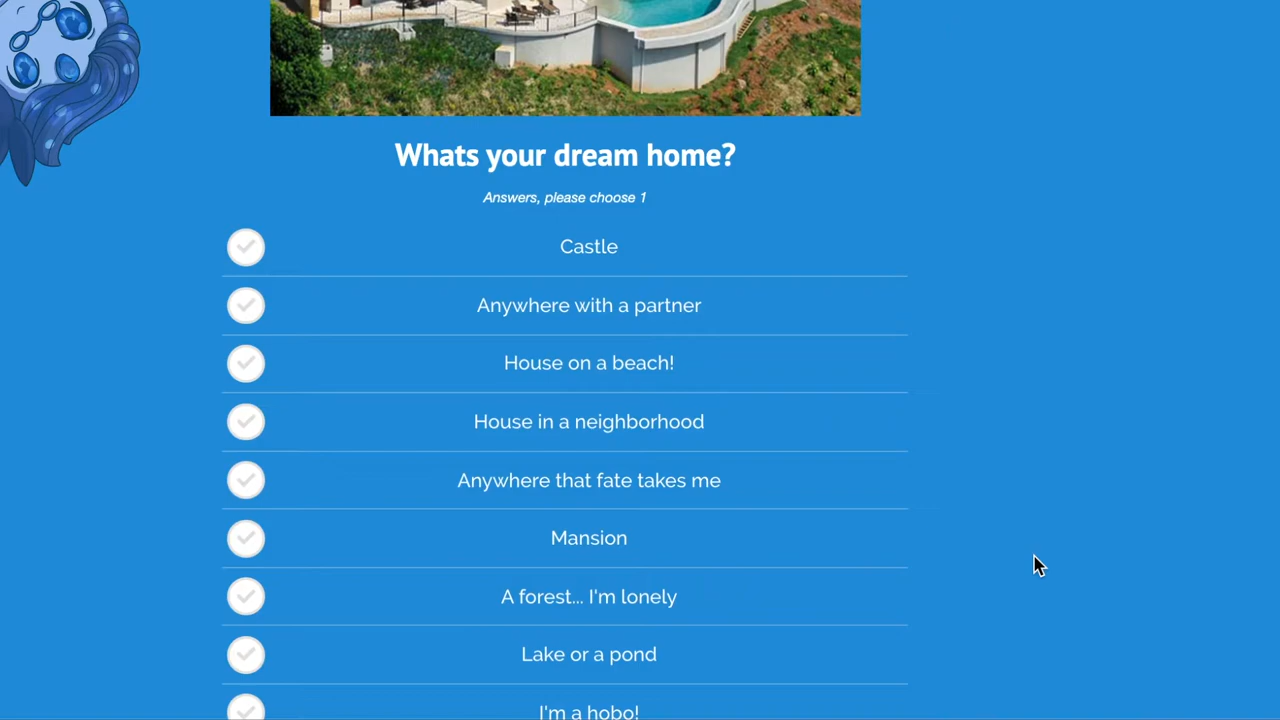 Whats your dream home?
Answers, please choose 1
Castle
Anywhere with a partner
House on a beach!
House in a neighborhood
Anywhere that fate takes me
Mansion
A forest... I'm lonely
Lake or a pond
I'm a hobo!